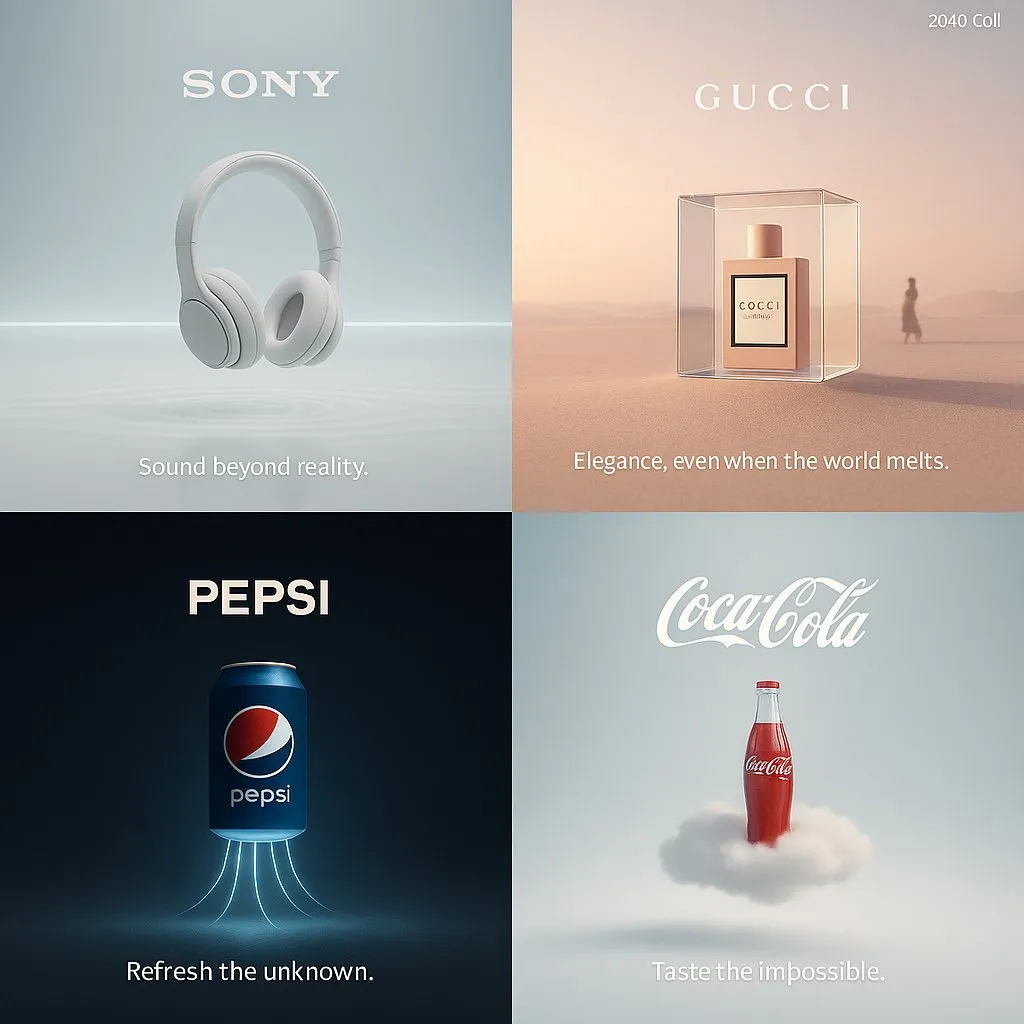 SONY
Sound beyond reality.
2040 Coll
GUCCI
COCCI
Elegance, even when the world melts.
PEPSI
pepsi
Refresh the unknown.
Coca-Cola
Coca-Cola
Taste the impossible.